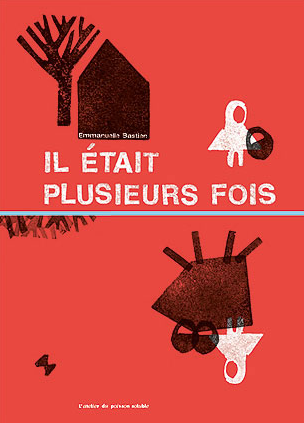 Emmanuelle Bastien
IL ÉTAIT
PLUSIEURS FOIS
L'atelier du poisson soluble